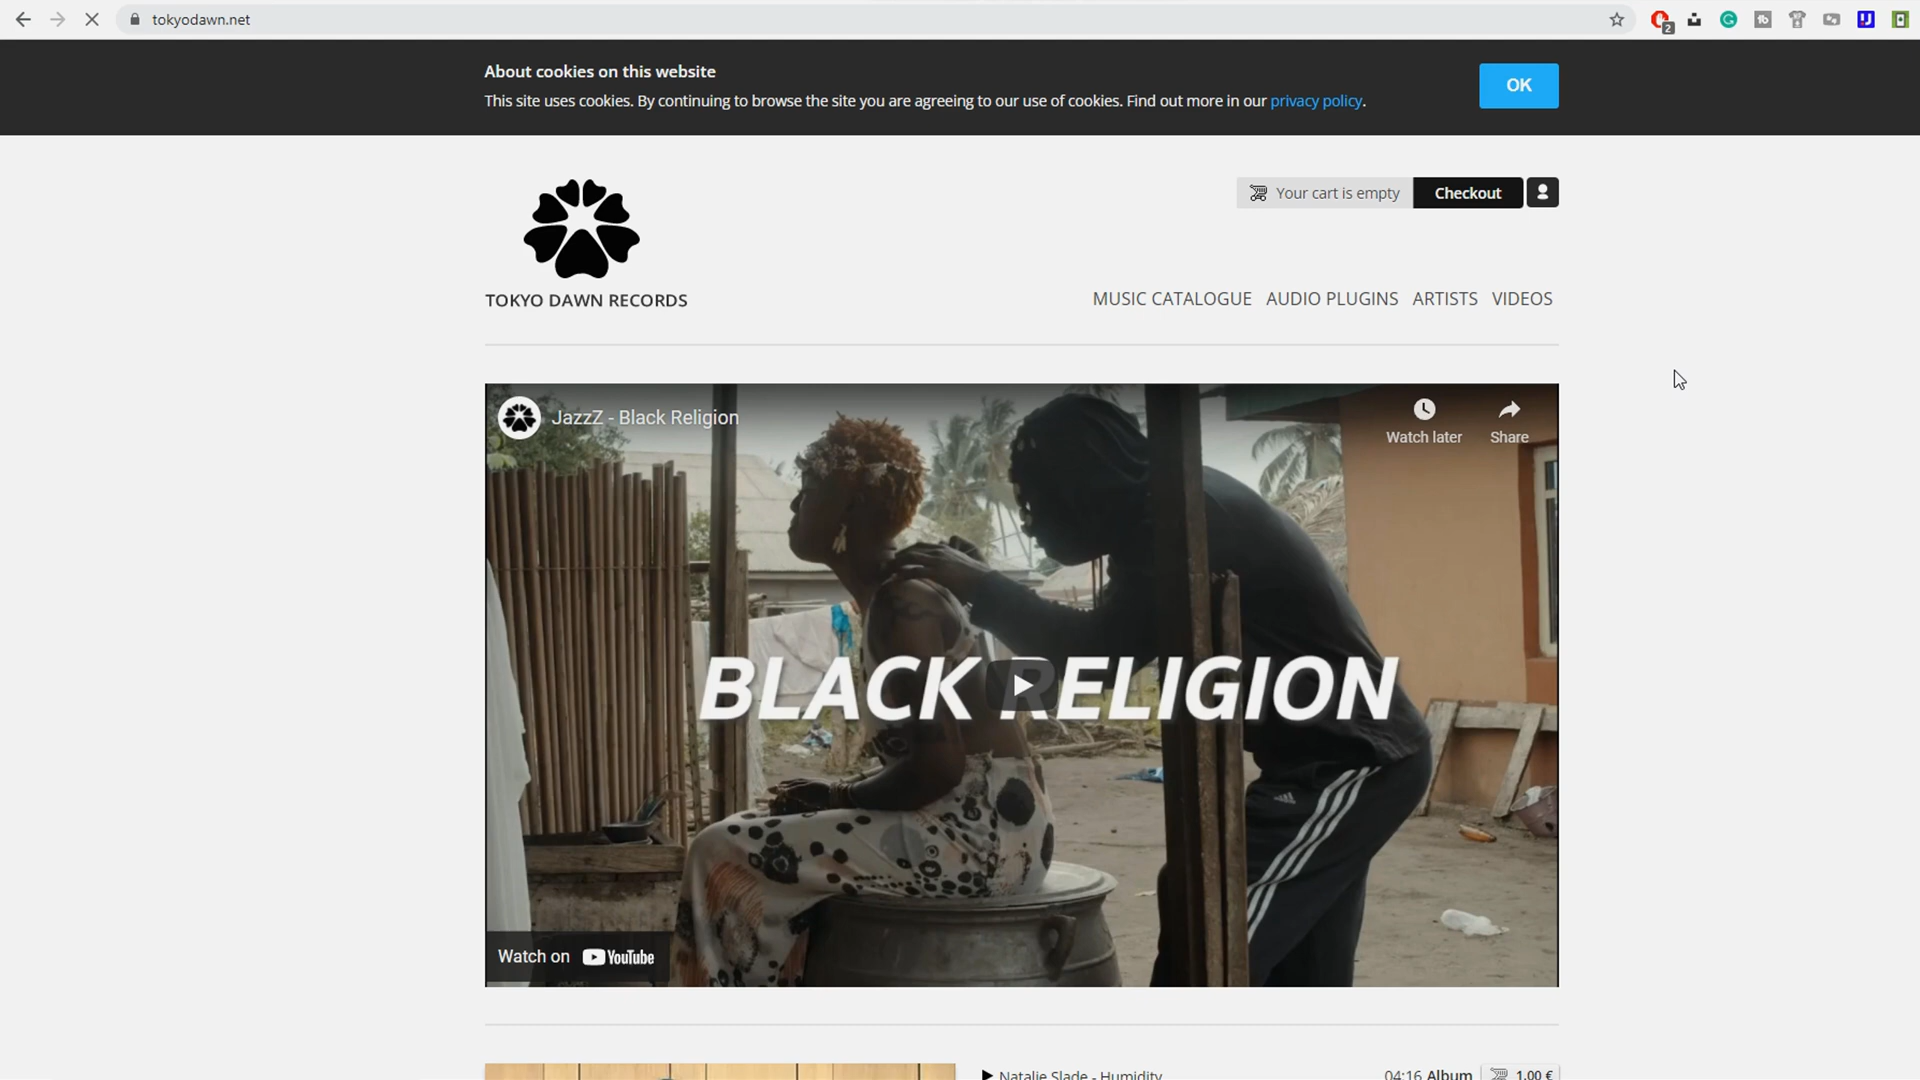 tokyodawn.net
2
About cookies on this website
This site uses cookies. By continuing to browse the site you are agreeing to our use of cookies. Find out more in our privacy policy.
OK
Your cart is empty
Checkout
TOKYO DAWN RECORDS
MUSIC CATALOGUE
AUDIO PLUGINS
ARTISTS
VIDEOS
JazzZ - Black Religion
Watch later
Share
BLACK RELIGION
Watch on YouTube
Natalie Slade - Humidity
04:16 Album
1.00 €